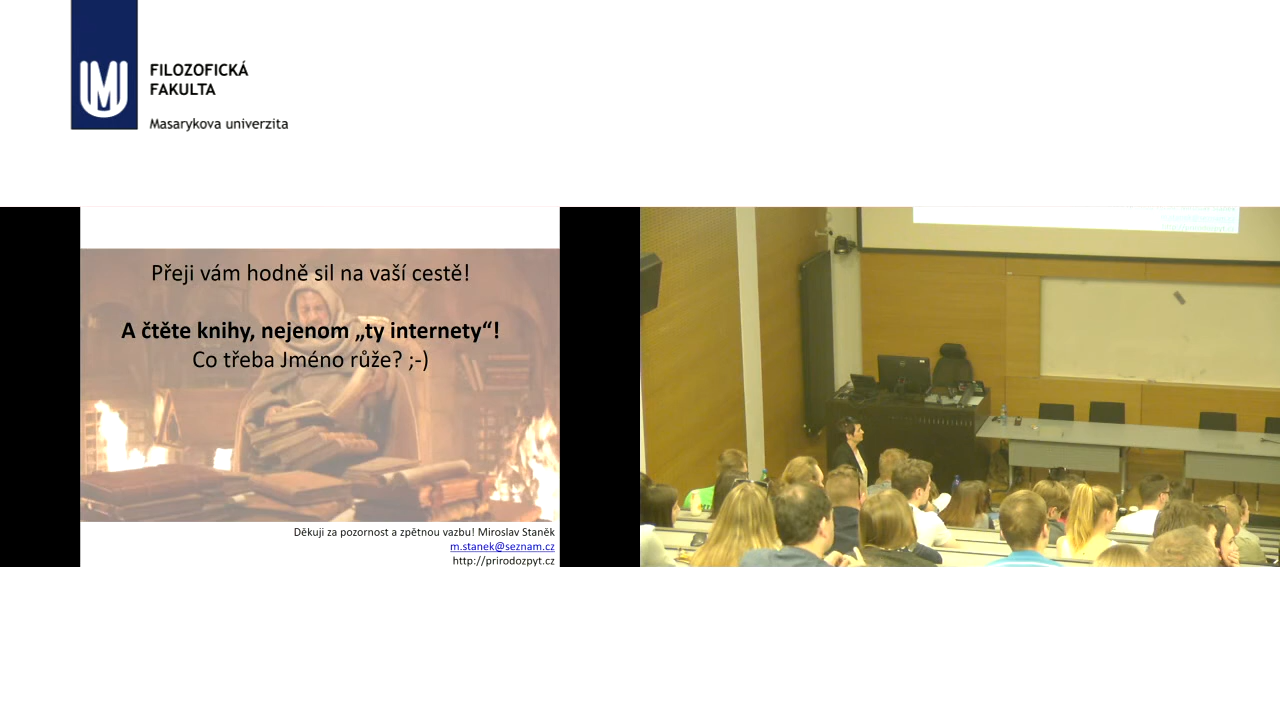 FILOZOFICKÁ
FAKULTA
Masarykova univerzita
Přeji vám hodně sil na vaší cestě!
A čtěte knihy, nejenom „ty internety“!
Co třeba Jméno růže? ;-)
Děkuji za pozornost a zpětnou vazbu! Miroslav Staněk
m.stanek@seznam.cz
http://prirodozpyt.cz